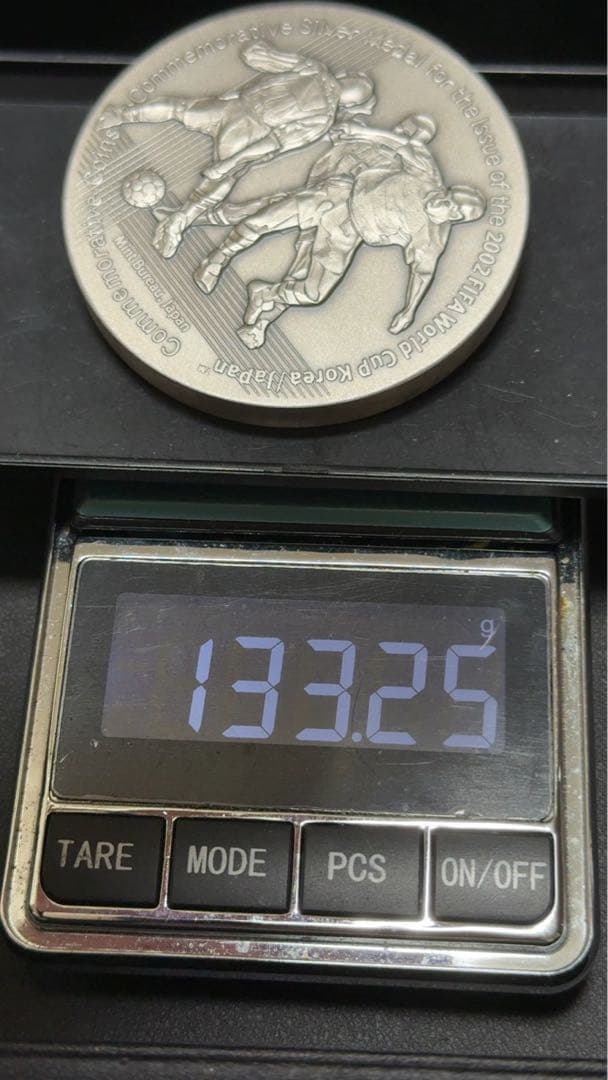 Commemorative Silver Medal for the Issue of the 2002 FIFA World Cup Korea/Japan™
Commemorative Coins
Mint Bureau, Japan
g
133.25
TARE
MODE
PCS
ON/OFF